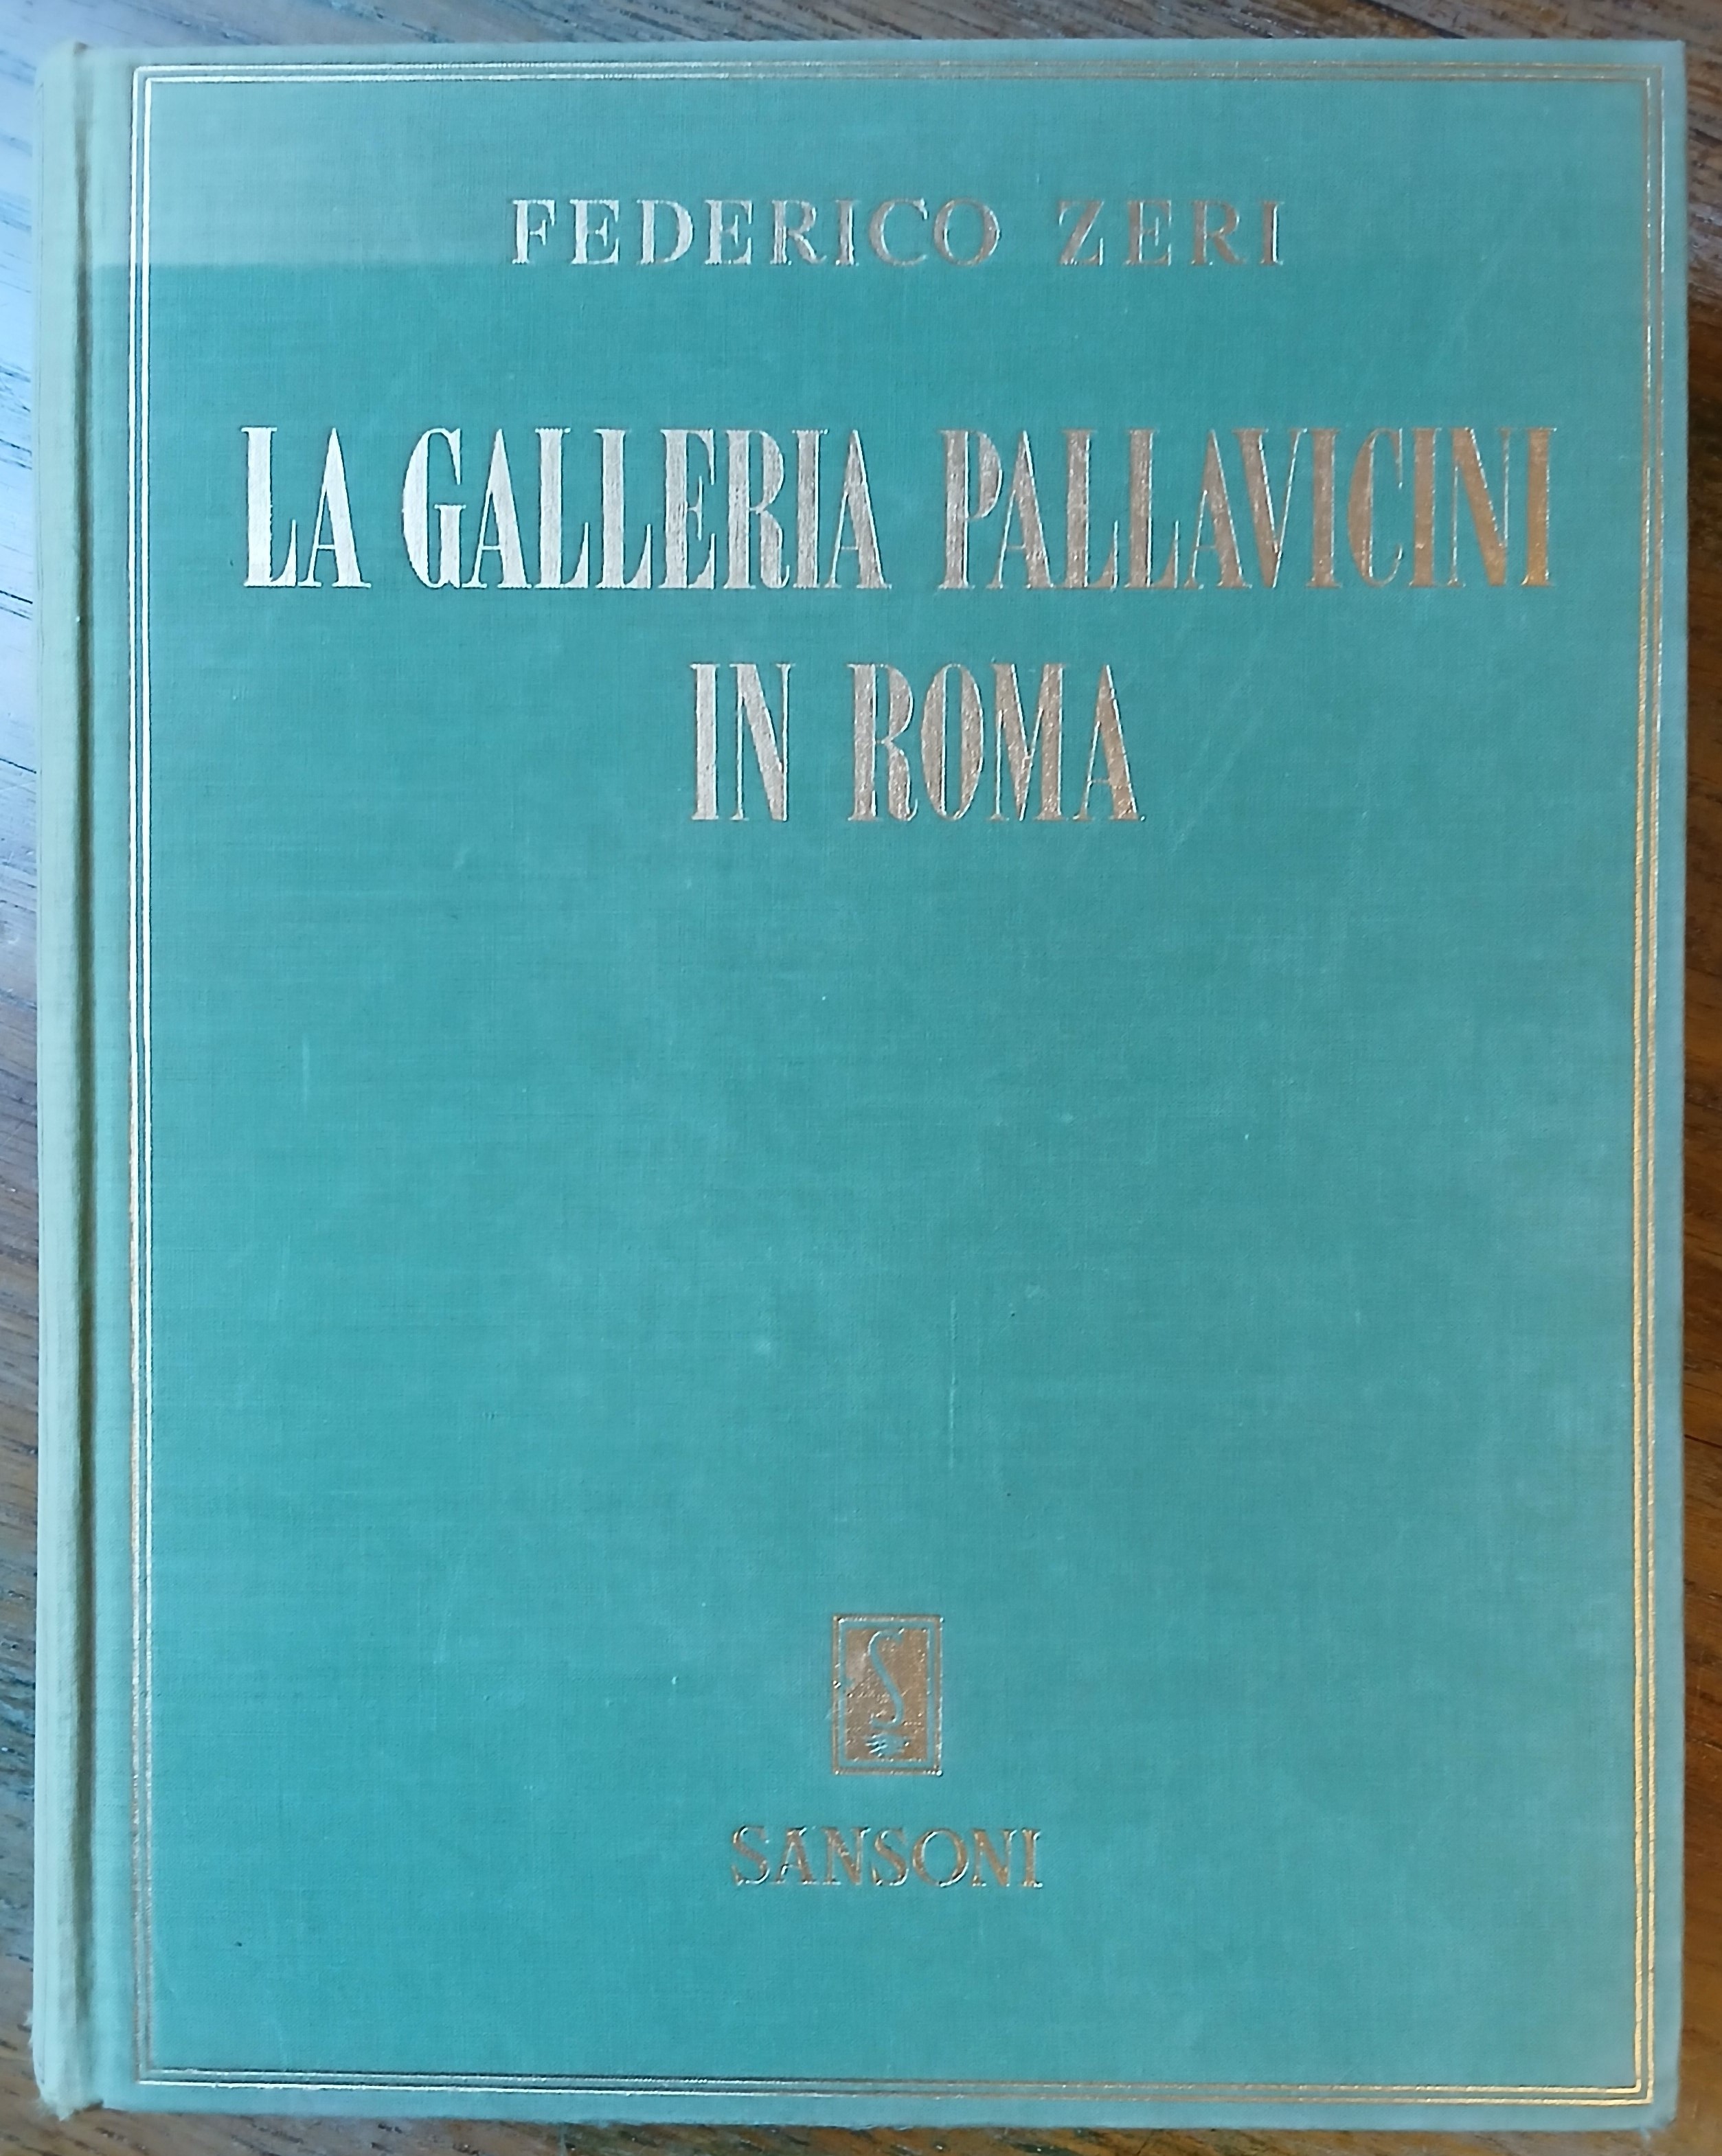 FEDERICO ZERI
LA GALLERIA PALLAVICINI
IN ROMA
S
SANSONI